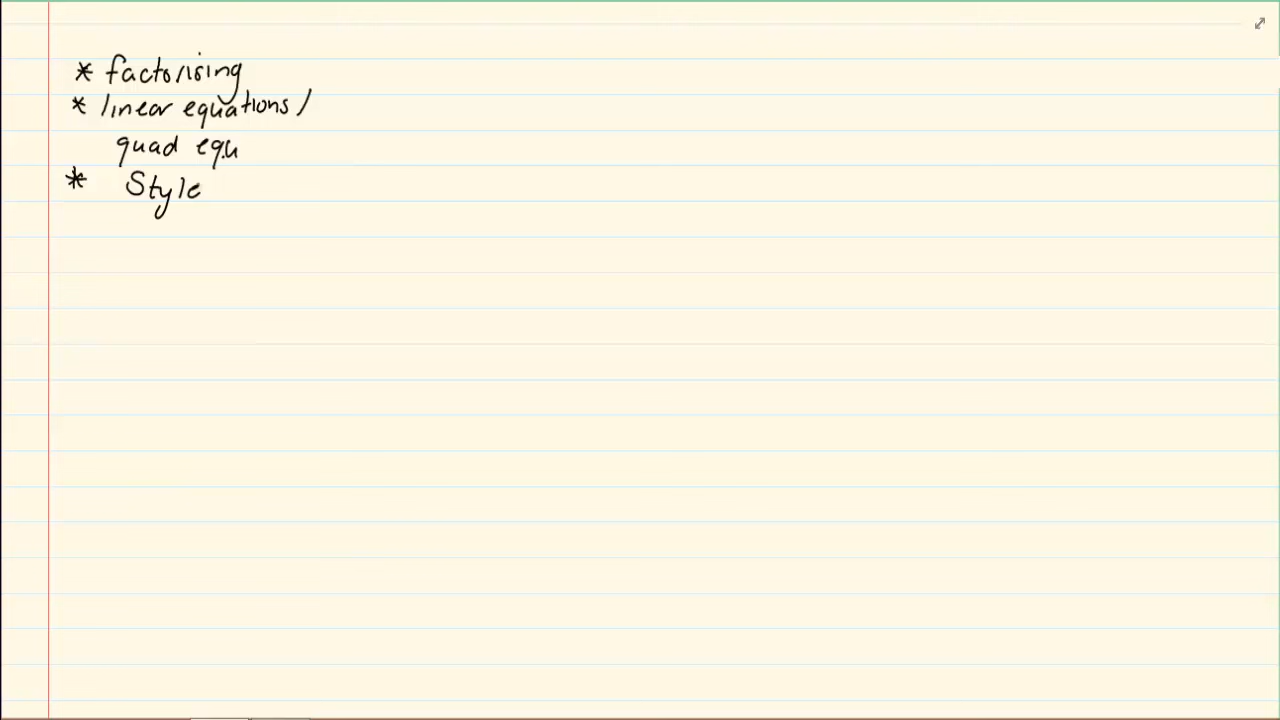 * factorising
* linear equations /
quad equ
* Style